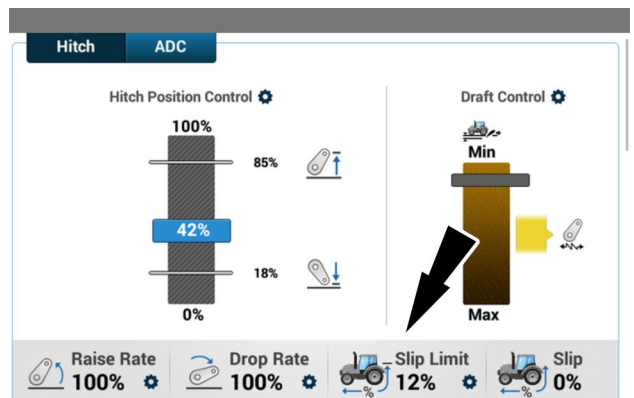 Hitch
ADC
Hitch Position Control
100%
85%
42%
18%
0%
Draft Control
Min
Max
Raise Rate
100%
Drop Rate
100%
Slip Limit
12%
%
Slip
0%
%